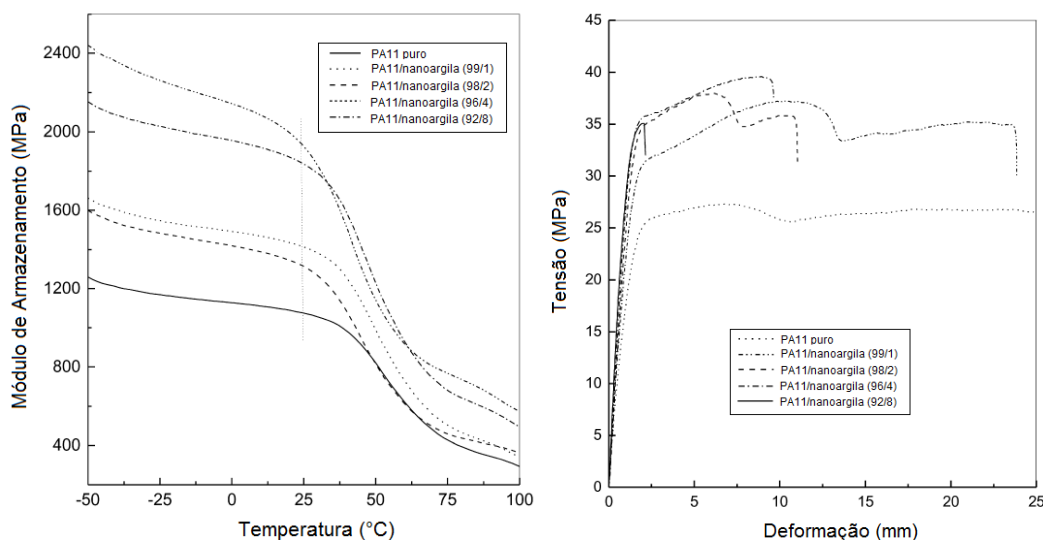 Módulo de Armazenamento (MPa)
2400
2000
1600
1200
800
400
PA11 puro
PA11/nanoargila (99/1)
PA11/nanoargila (98/2)
PA11/nanoargila (96/4)
PA11/nanoargila (92/8)
-50
-25
0
25
50
75
100
Temperatura (°C)
Tensão (MPa)
45
40
35
30
25
20
15
10
5
0
PA11 puro
PA11/nanoargila (99/1)
PA11/nanoargila (98/2)
PA11/nanoargila (96/4)
PA11/nanoargila (92/8)
0
5
10
15
20
25
Deformação (mm)